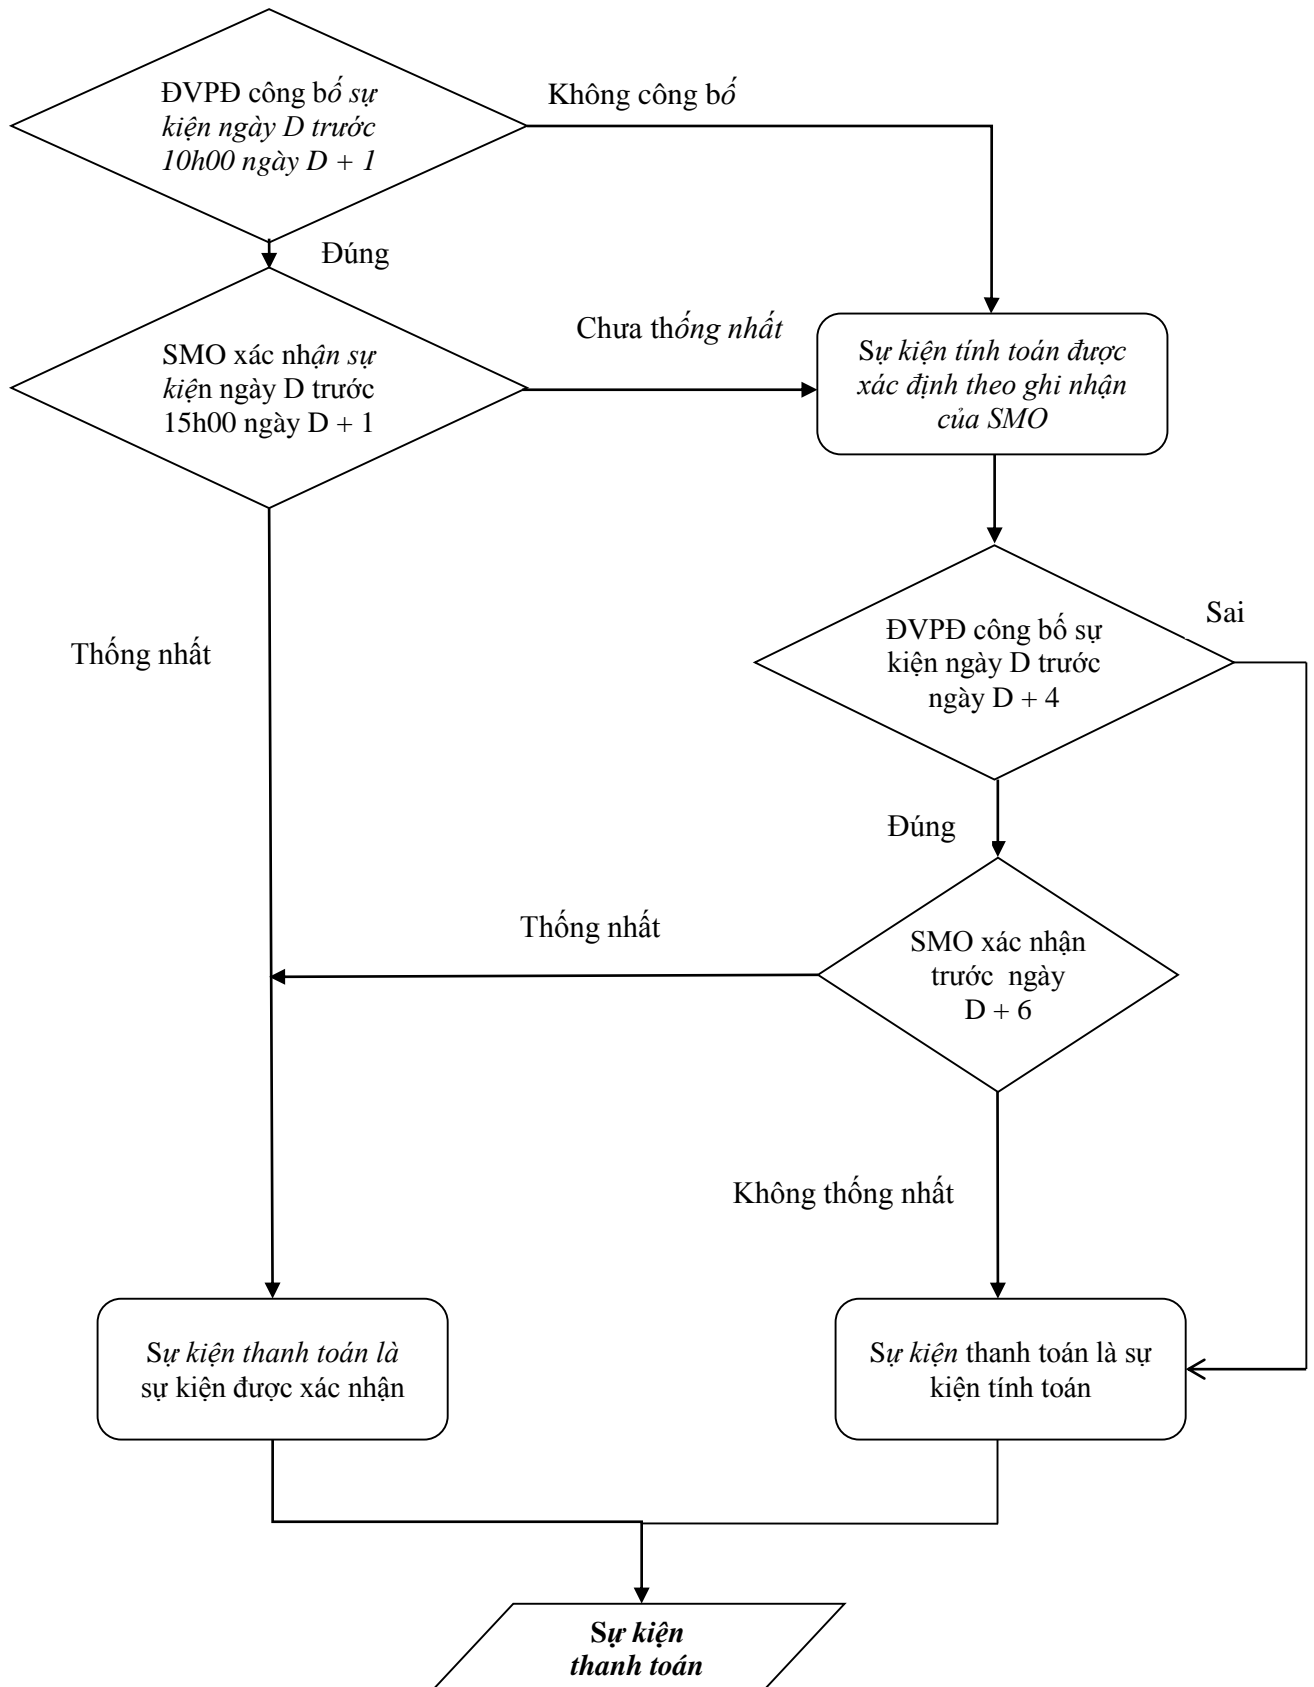 ĐVPĐ công bố sự
kiện ngày D trước
10h00 ngày D + 1
Không công bố
Đúng
SMO xác nhận sự
kiện ngày D trước
15h00 ngày D + 1
Chưa thống nhất
Sự kiện tính toán được
xác định theo ghi nhận
của SMO
Thống nhất
ĐVPĐ công bố sự
kiện ngày D trước
ngày D + 4
Sai
Đúng
Thống nhất
SMO xác nhận
trước ngày
D + 6
Không thống nhất
Sự kiện thanh toán là
sự kiện được xác nhận
Sự kiện thanh toán là sự
kiện tính toán
Sự kiện
thanh toán